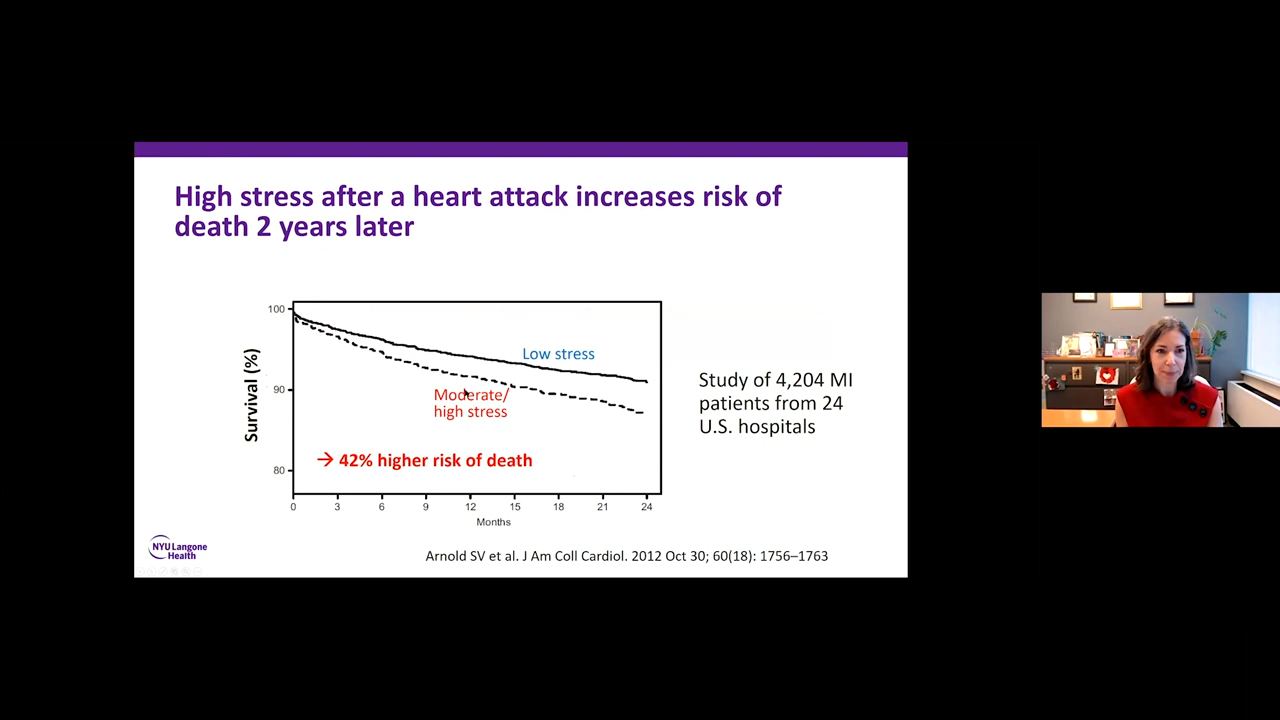 High stress after a heart attack increases risk of
death 2 years later
100
90
80
Survival (%)
Low stress
Moderate/
high stress
→ 42% higher risk of death
0 3 6 9 12 15 18 21 24
Months
Study of 4,204 MI
patients from 24
U.S. hospitals
NYU Langone
Health
Arnold SV et al. J Am Coll Cardiol. 2012 Oct 30; 60(18): 1756–1763